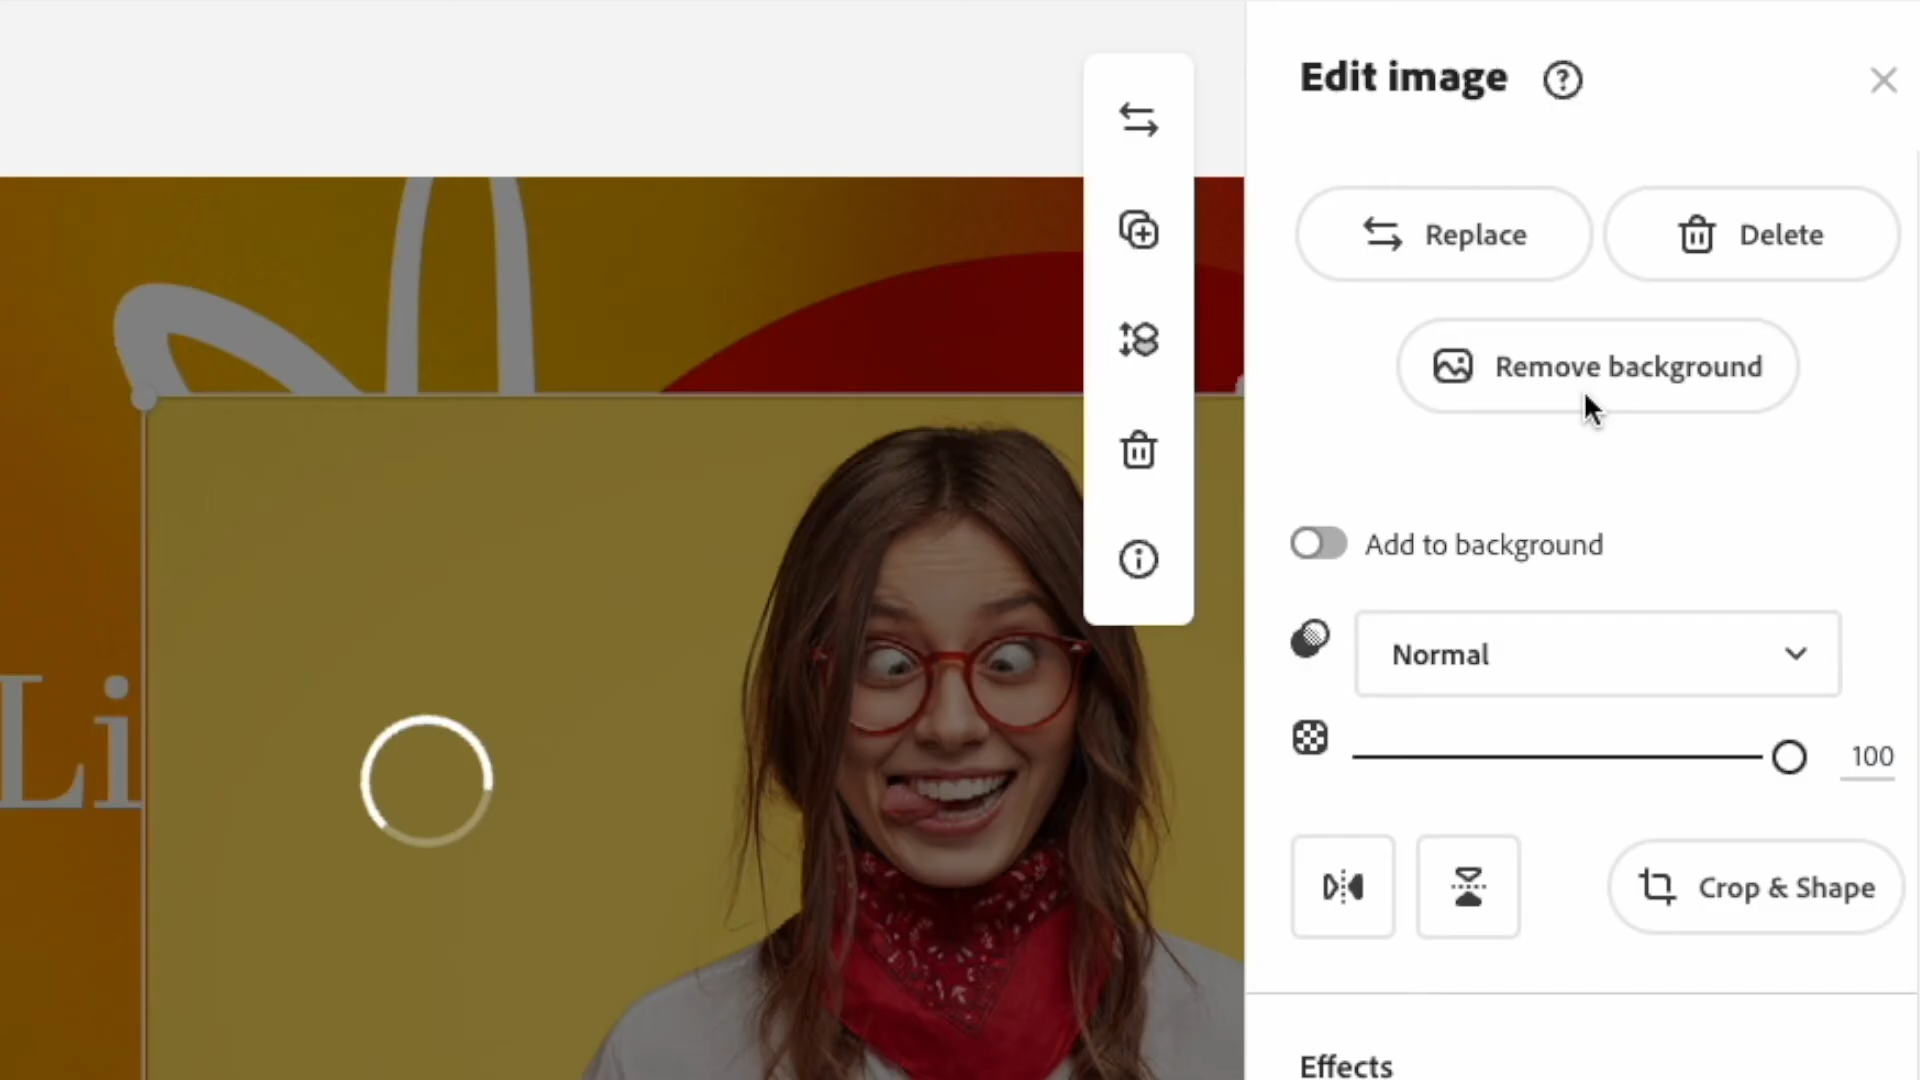 Edit image
Replace
Delete
Remove background
Add to background
Normal
100
Crop & Shape
Effects
Li